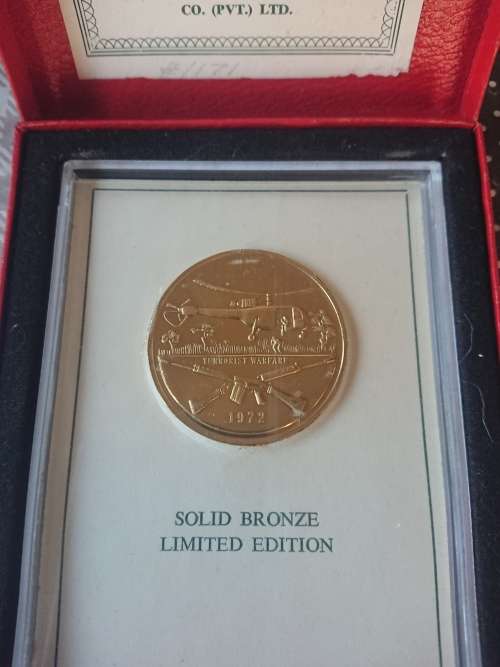 CO. (PVT.) LTD.
TERRORIST WARFARE
1972
SOLID BRONZE
LIMITED EDITION